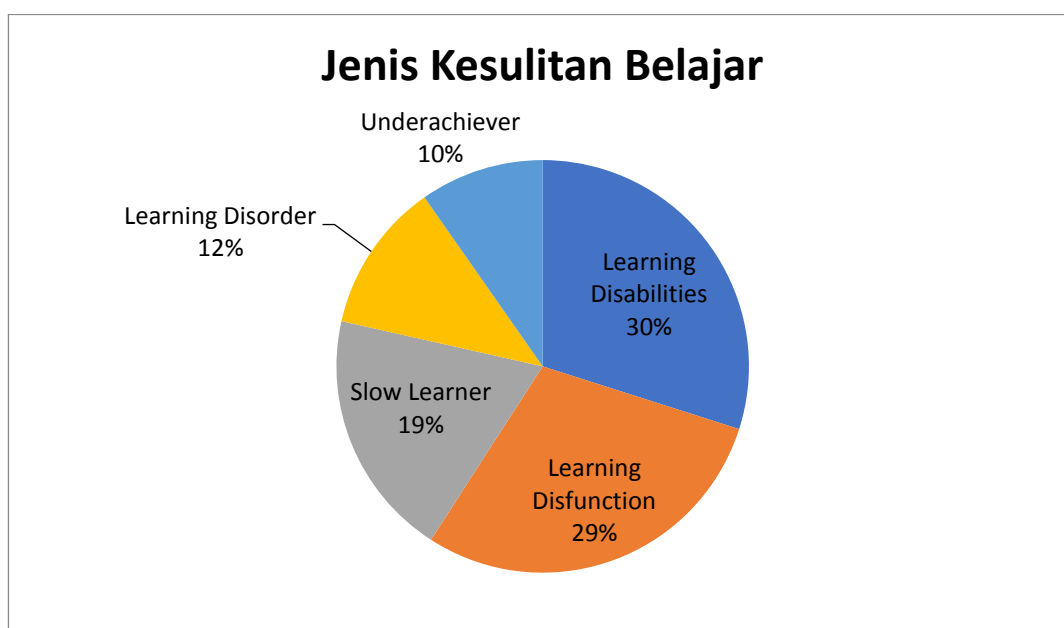 Jenis Kesulitan Belajar
Underachiever
10%
Learning Disorder
12%
Learning
Disabilities
30%
Slow Learner
19%
Learning
Disfunction
29%